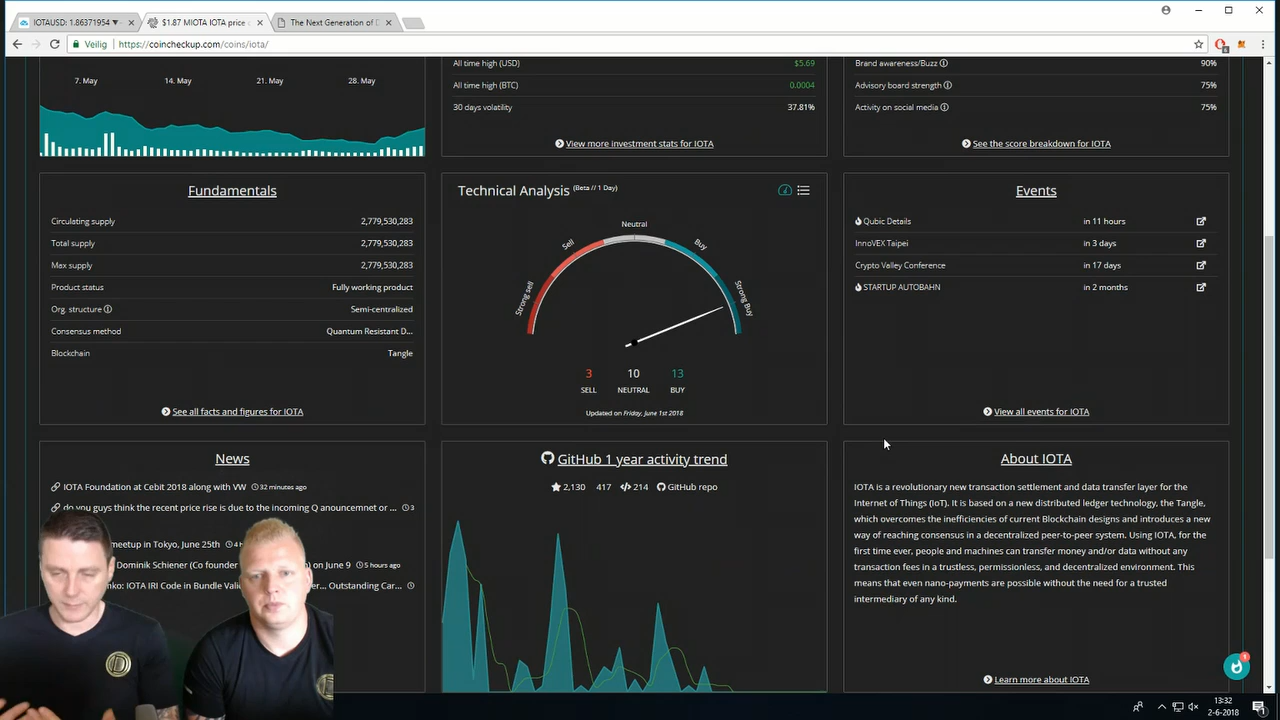 IOTAUSD: 1.86371954 ▼
$1.87 MIOTA IOTA price
The Next Generation of D
Veilig
https://coincheckup.com/coins/iota/
7. May 14. May 21. May 28. May
All time high (USD) $5.69
All time high (BTC) 0.0004
30 days volatility 37.81%
View more investment stats for IOTA
Brand awareness/Buzz 90%
Advisory board strength 75%
Activity on social media 75%
See the score breakdown for IOTA
Fundamentals
Circulating supply 2,779,530,283
Total supply 2,779,530,283
Max supply 2,779,530,283
Product status Fully working product
Org. structure Semi-centralized
Consensus method Quantum Resistant D...
Blockchain Tangle
See all facts and figures for IOTA
Technical Analysis (Beta // 1 Day)
Strong sell
Sell
Neutral
Buy
Strong Buy
3 10 13
SELL NEUTRAL BUY
Updated on Friday, June 1st 2018
Events
Qubic Details in 11 hours
InnoVEX Taipei in 3 days
Crypto Valley Conference in 17 days
STARTUP AUTOBAHN in 2 months
View all events for IOTA
News
IOTA Foundation at Cebit 2018 along with VW 32 minutes ago
do you guys think the recent price rise is due to the incoming Q anouncemnet or ... 3
meetup in Tokyo, June 25th 4
Dominik Schiener (Co founder on June 9 5 hours ago
IOTA IRI Code in Bundle Vali Outstanding Car...
GitHub 1 year activity trend
2,130 417 214 GitHub repo
About IOTA
IOTA is a revolutionary new transaction settlement and data transfer layer for the
Internet of Things (IoT). It is based on a new distributed ledger technology, the Tangle,
which overcomes the inefficiencies of current Blockchain designs and introduces a new
way of reaching consensus in a decentralized peer-to-peer system. Using IOTA, for the
first time ever, people and machines can transfer money and/or data without any
transaction fees in a trustless, permissionless, and decentralized environment. This
means that even nano-payments are possible without the need for a trusted
intermediary of any kind.
Learn more about IOTA
1
13:32
2-6-2018